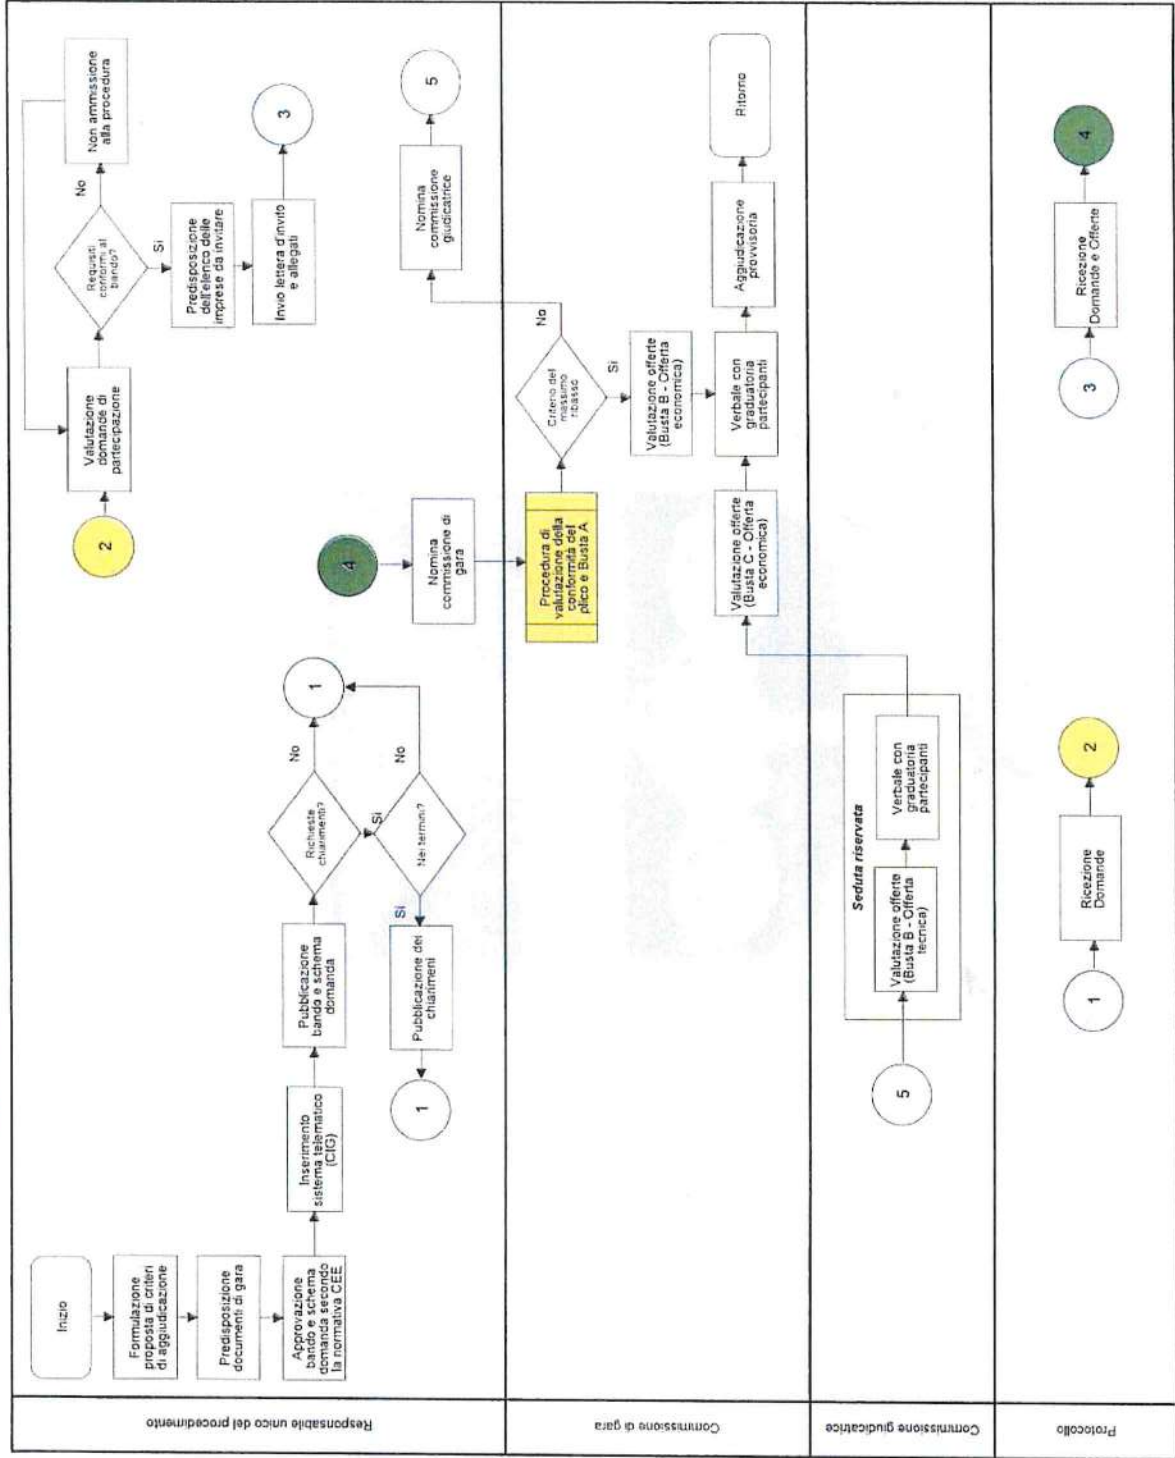 Responsabile unico del procedimento
Inizio
Formulazione
proposta di criteri
di aggiudicazione
Predisposizione
documenti di gara
Approvazione
bando e schema
domanda secondo
la normativa CEE
Inserimento
sistema telematico
(CIG)
Pubblicazione
bando e schema
domanda
Richieste
chiarimenti?
No
1
Si
Nei termini?
No
Si
Pubblicazione dei
chiarimeni
1
2
Valutazione
domande di
partecipazione
Requisiti
conformi al
bando?
No
Non ammissione
alla procedura
Si
Predisposizione
dell'elenco delle
imprese da invitare
Invio lettera d'invito
e allegati
3
4
Nomina
commissione di
gara
Nomina
commissione
giudicatrice
5
Commissione di gara
Procedura di
valutazione della
conformità del
plico e Busta A
Criterio del
massimo
ribasso
No
Si
Valutazione offerte
(Busta B - Offerta
economica)
Valutazione offerte
(Busta C - Offerta
economica)
Verbale con
graduatoria
partecipanti
Aggiudicazione
provvisoria
Ritorno
Commissione giudicatrice
5
Seduta riservata
Valutazione offerte
(Busta B - Offerta
tecnica)
Verbale con
graduatoria
partecipanti
Protocollo
1
Ricezione
Domande
2
3
Ricezione
Domande e Offerte
4